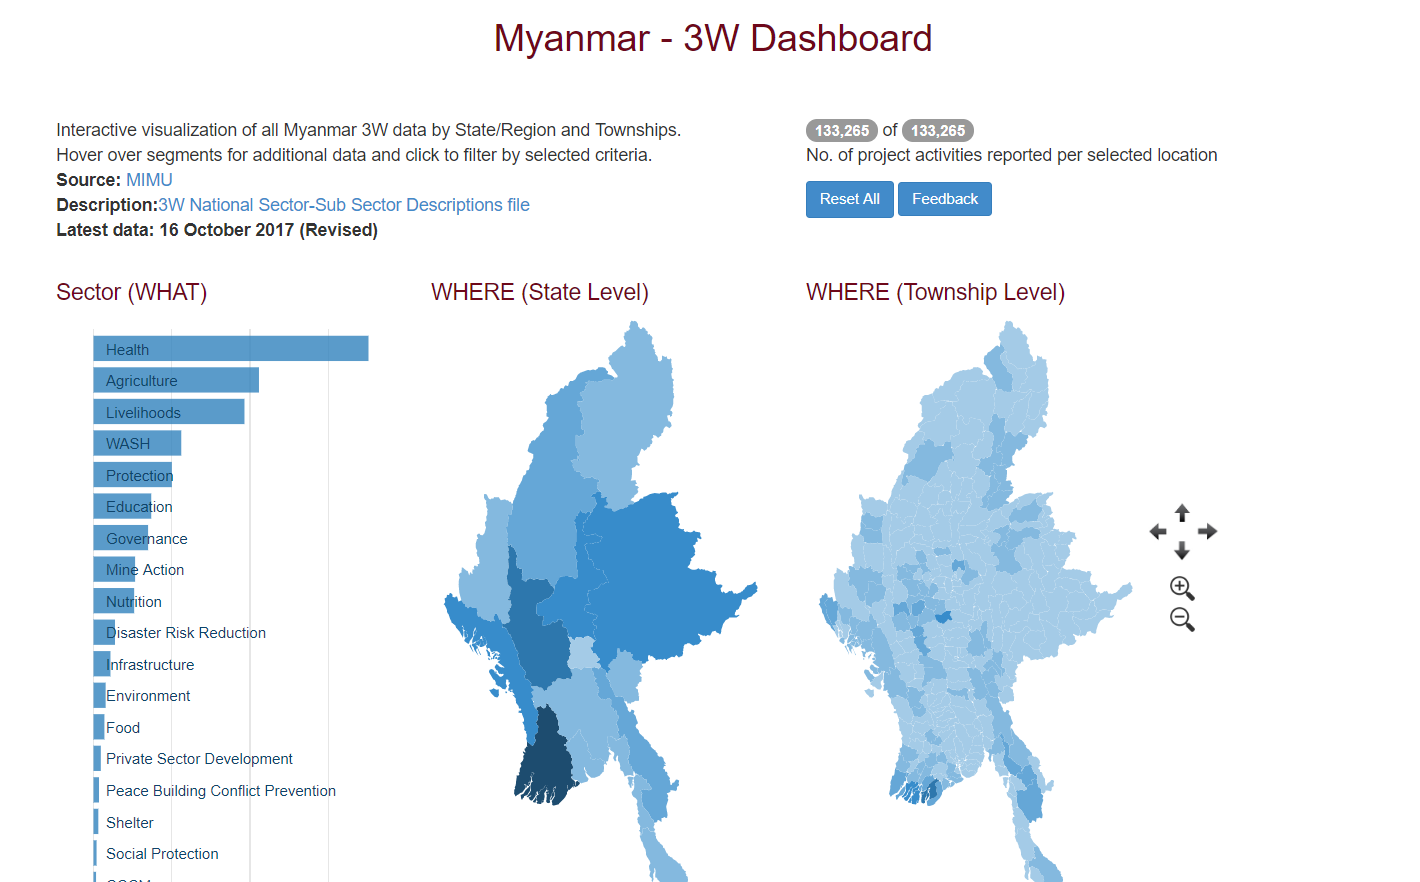 Myanmar - 3W Dashboard
Interactive visualization of all Myanmar 3W data by State/Region and Townships.
Hover over segments for additional data and click to filter by selected criteria.
Source: MIMU
Description:3W National Sector-Sub Sector Descriptions file
Latest data: 16 October 2017 (Revised)
133,265 of 133,265
No. of project activities reported per selected location
Reset All Feedback
Sector (WHAT)
Health
Agriculture
Livelihoods
WASH
Protection
Education
Governance
Mine Action
Nutrition
Disaster Risk Reduction
Infrastructure
Environment
Food
Private Sector Development
Peace Building Conflict Prevention
Shelter
Social Protection
WHERE (State Level)
WHERE (Township Level)